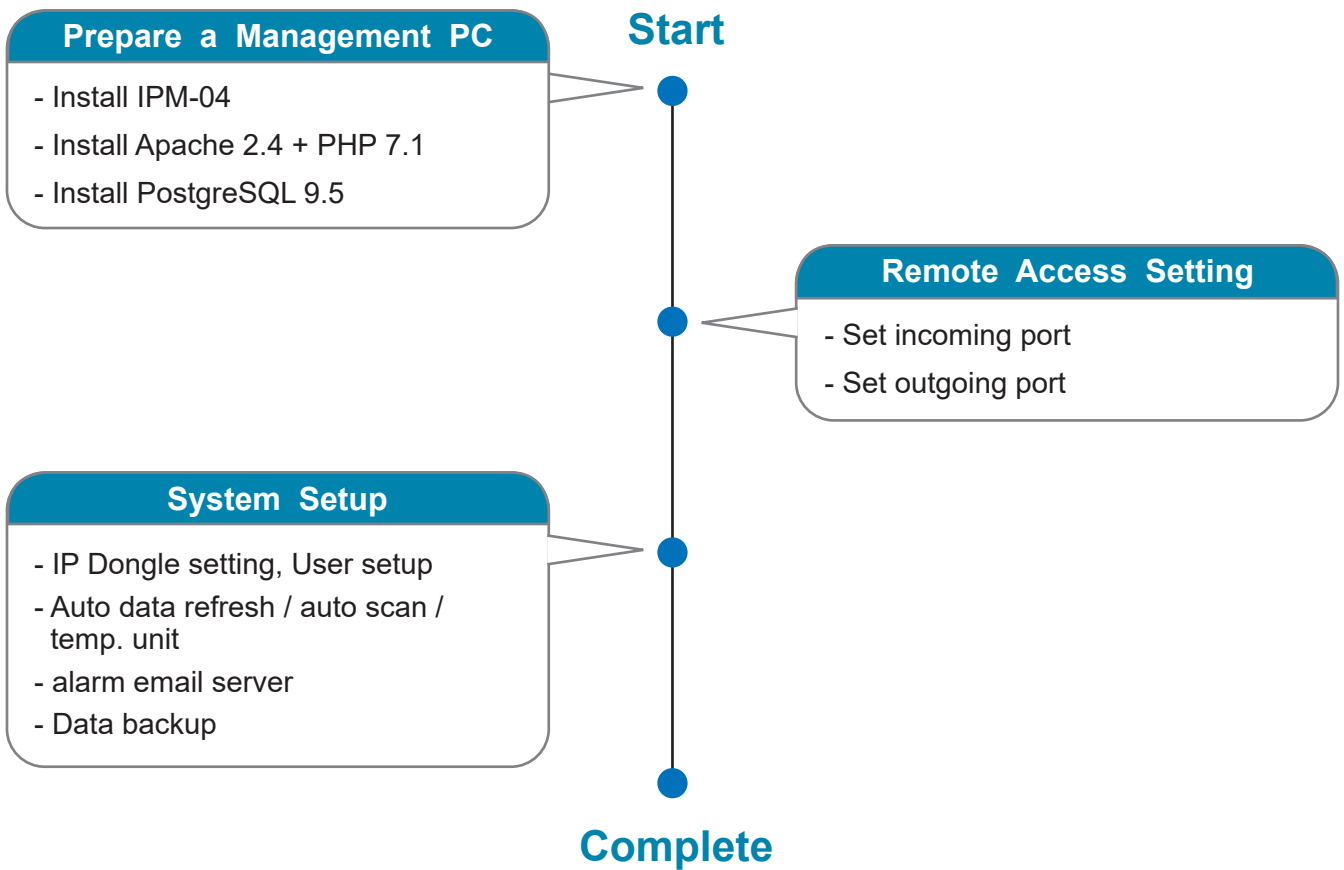 Start
Prepare a Management PC
- Install IPM-04
- Install Apache 2.4 + PHP 7.1
- Install PostgreSQL 9.5
Remote Access Setting
- Set incoming port
- Set outgoing port
System Setup
- IP Dongle setting, User setup
- Auto data refresh / auto scan /
temp. unit
- alarm email server
- Data backup
Complete